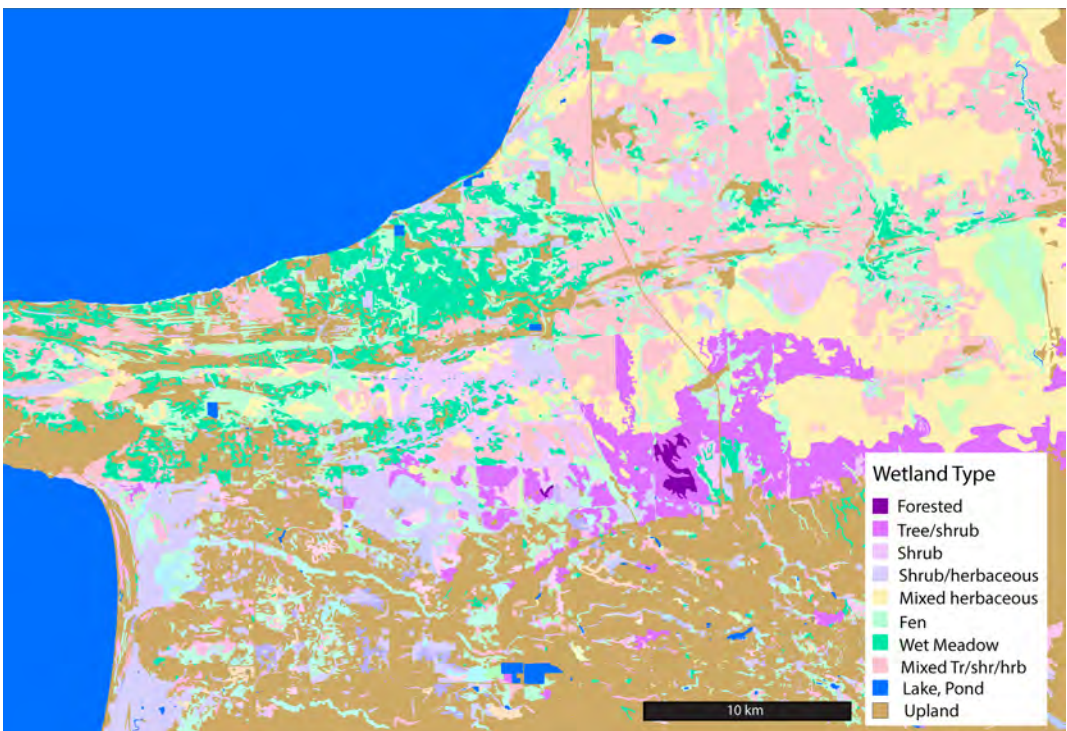 Wetland Type
Forested
Tree/shrub
Shrub
Shrub/herbaceous
Mixed herbaceous
Fen
Wet Meadow
Mixed Tr/shr/hrb
Lake, Pond
Upland
10 km